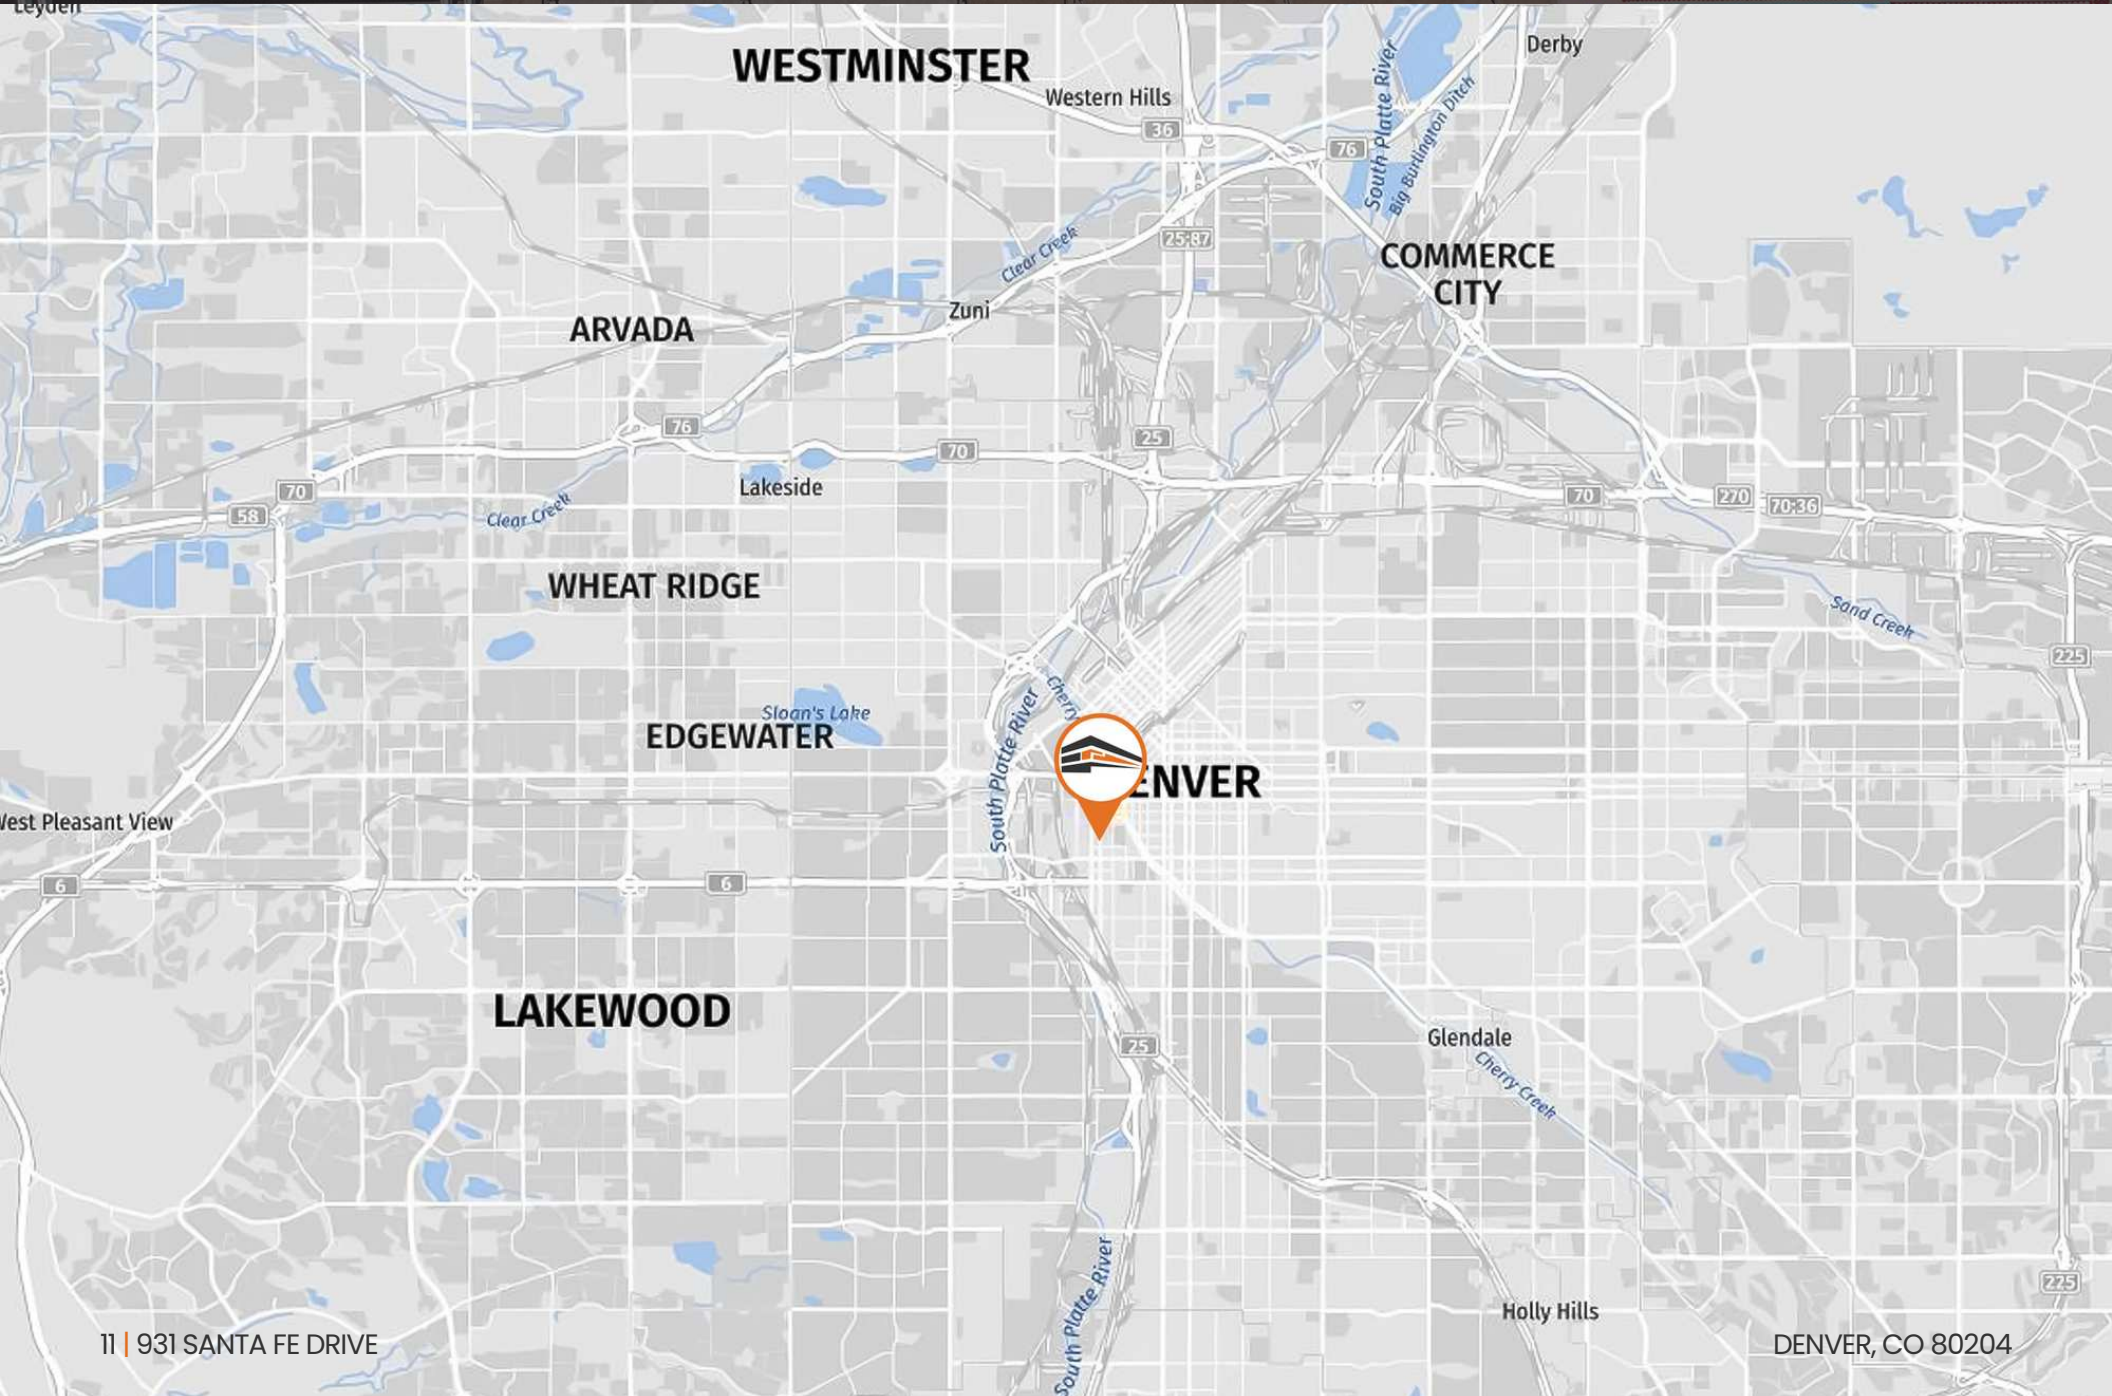 Leyden
WESTMINSTER
Derby
Western Hills
36
76
South Platte River
Big Burlington Ditch
25;87
Clear Creek
COMMERCE
CITY
Zuni
ARVADA
76
25
70
Lakeside
70
58
Clear Creek
70
270
70;36
WHEAT RIDGE
Sand Creek
225
Cherry
Sloan's Lake
EDGEWATER
South Platte River
ENVER
West Pleasant View
6
6
LAKEWOOD
25
Glendale
Cherry Creek
South Platte River
225
Holly Hills
11 | 931 SANTA FE DRIVE
DENVER, CO 80204